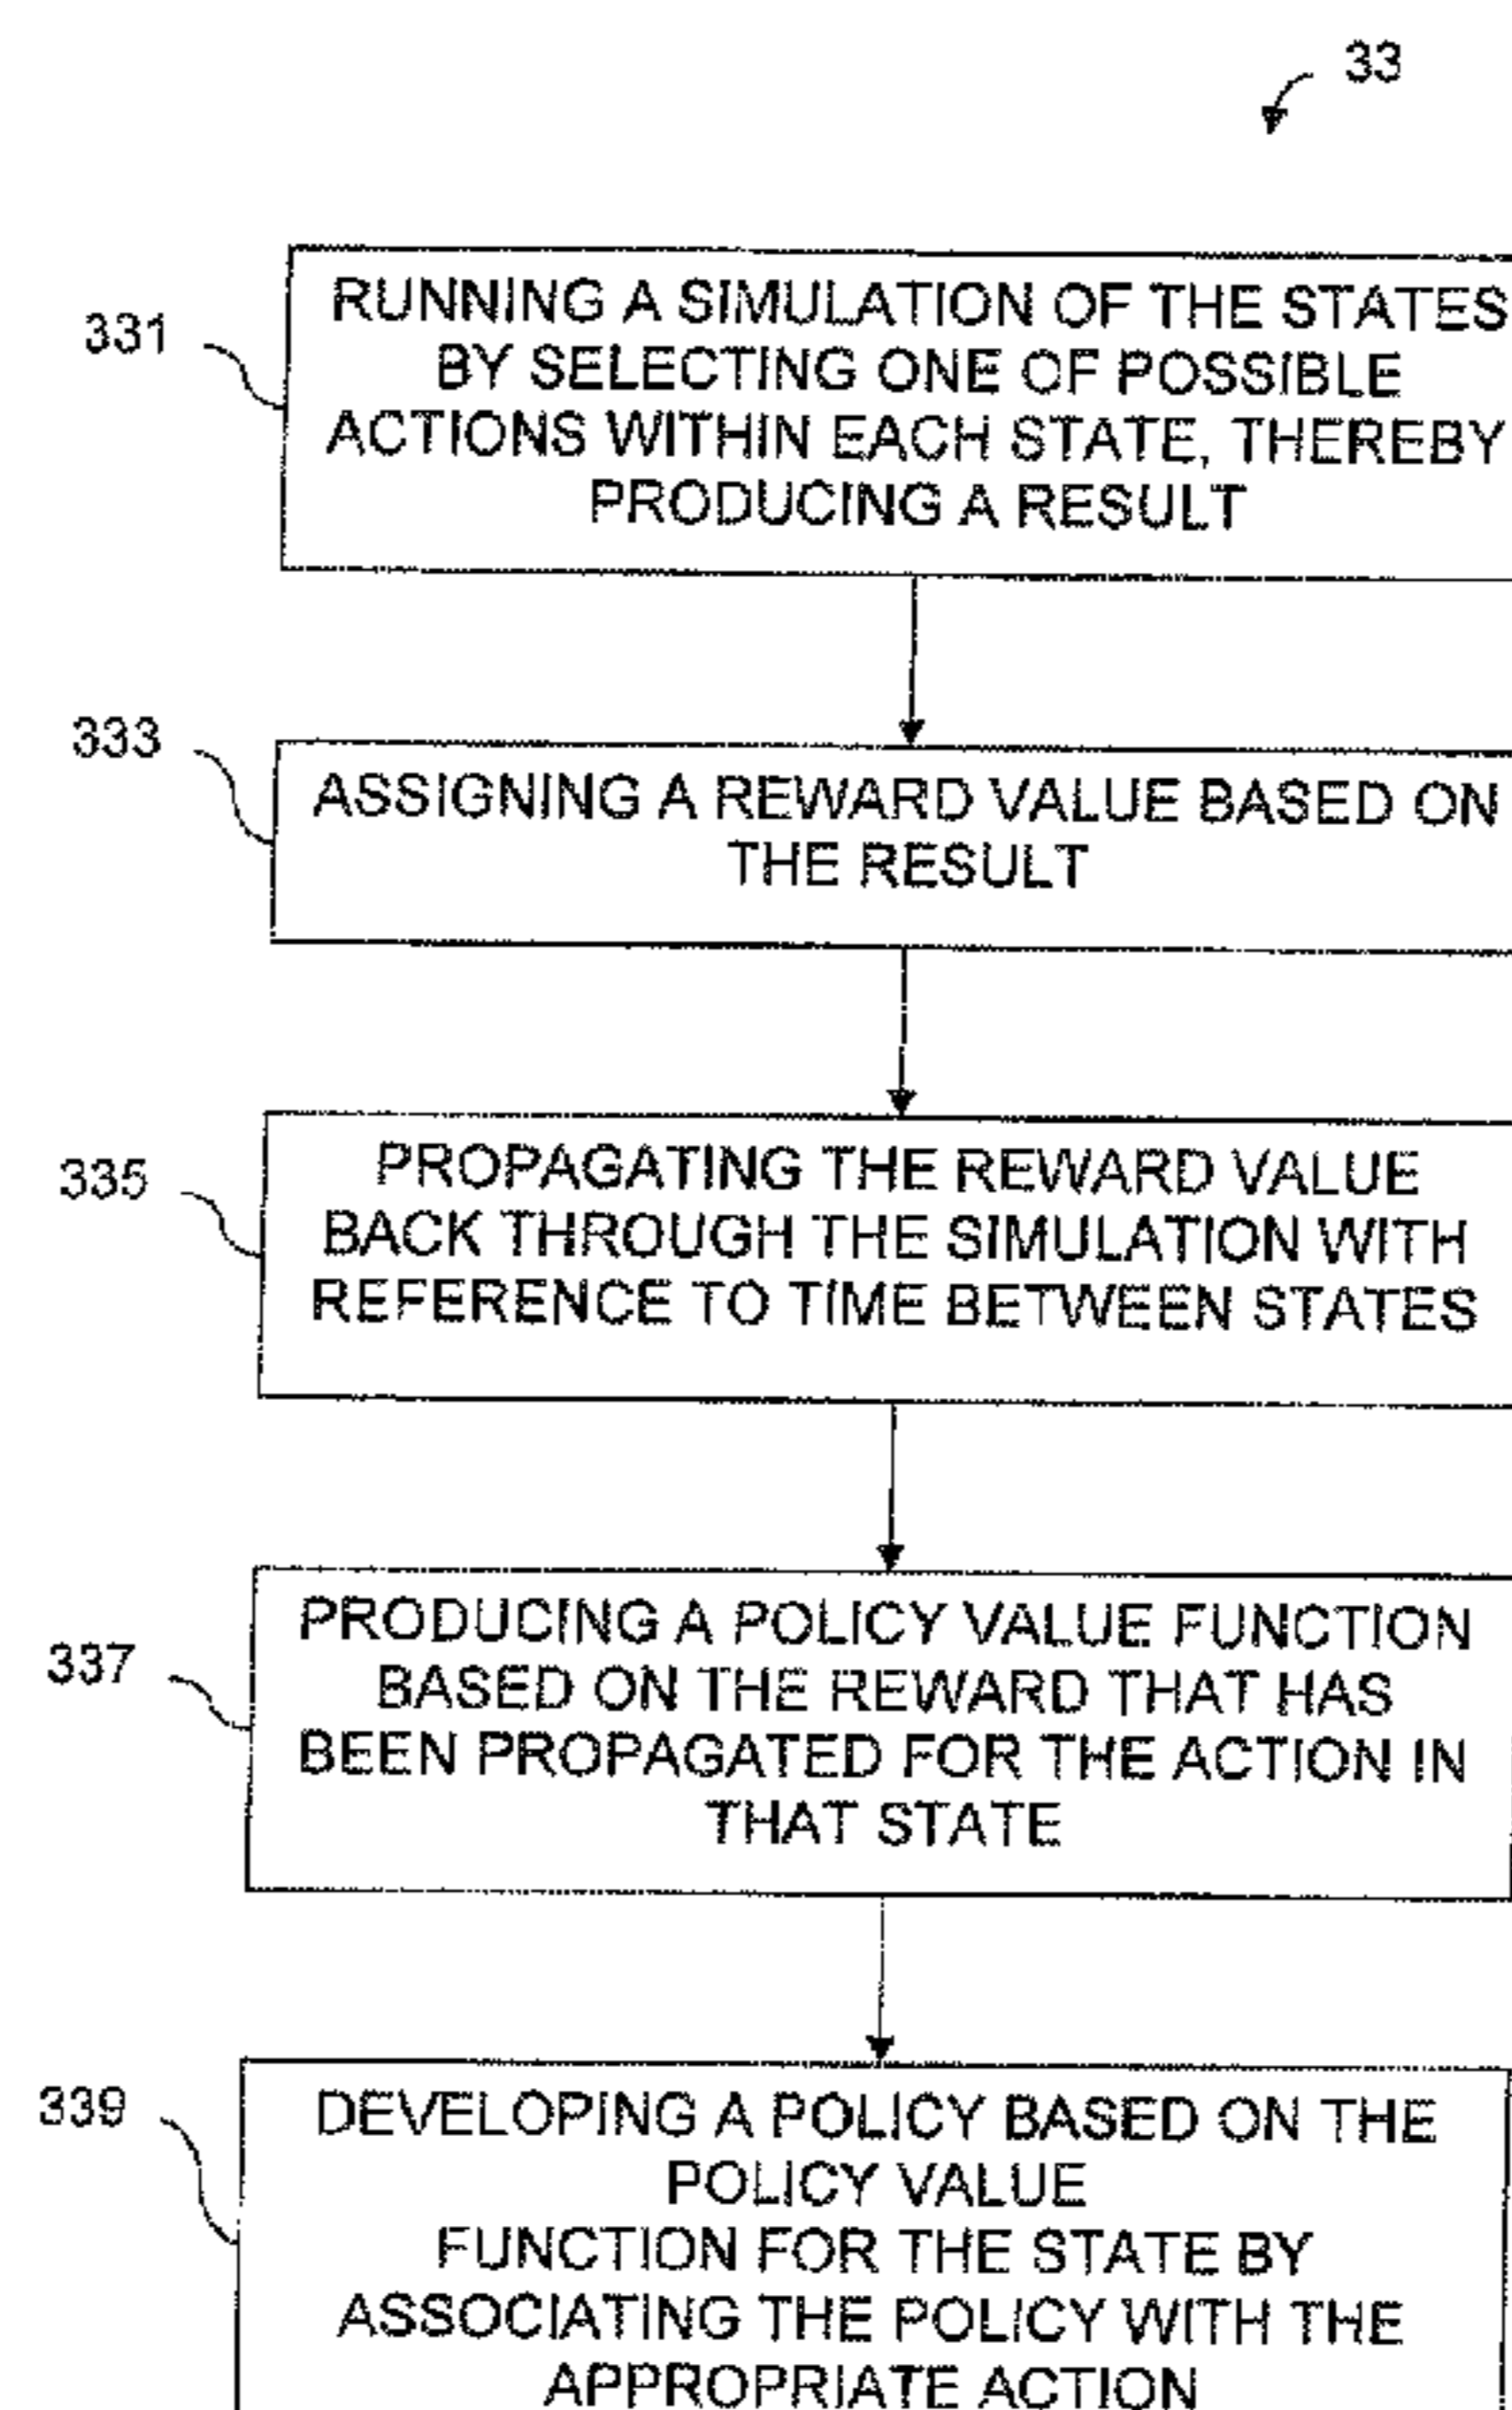 33
331
RUNNING A SIMULATION OF THE STATES
BY SELECTING ONE OF POSSIBLE
ACTIONS WITHIN EACH STATE, THEREBY
PRODUCING A RESULT
333
ASSIGNING A REWARD VALUE BASED ON
THE RESULT
335
PROPAGATING THE REWARD VALUE
BACK THROUGH THE SIMULATION WITH
REFERENCE TO TIME BETWEEN STATES
337
PRODUCING A POLICY VALUE FUNCTION
BASED ON THE REWARD THAT HAS
BEEN PROPAGATED FOR THE ACTION IN
THAT STATE
339
DEVELOPING A POLICY BASED ON THE
POLICY VALUE
FUNCTION FOR THE STATE BY
ASSOCIATING THE POLICY WITH THE
APPROPRIATE ACTION